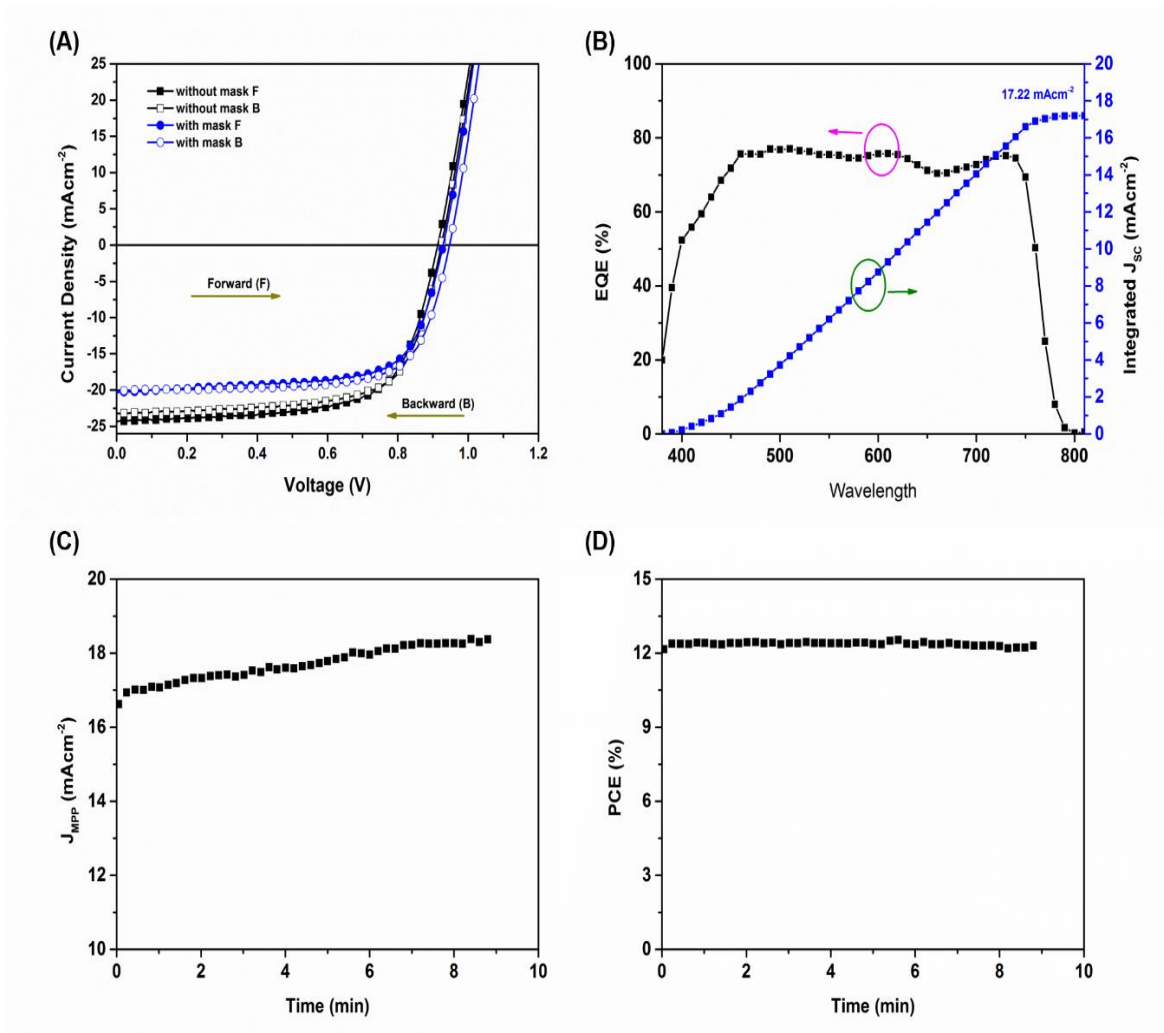 (A)
25
20
15
10
5
0
-5
-10
-15
-20
-25
Current Density (mAcm⁻²)
without mask F
without mask B
with mask F
with mask B
Forward (F)
Backward (B)
0.0 0.2 0.4 0.6 0.8 1.0 1.2
Voltage (V)
(B)
100
80
60
40
20
0
EQE (%)
17.22 mAcm⁻²
20
18
16
14
12
10
8
6
4
2
0
Integrated J_SC (mAcm⁻²)
400 500 600 700 800
Wavelength
(C)
20
18
16
14
12
10
J_MPP (mAcm⁻²)
0 2 4 6 8 10
Time (min)
(D)
15
12
9
6
3
0
PCE (%)
0 2 4 6 8 10
Time (min)